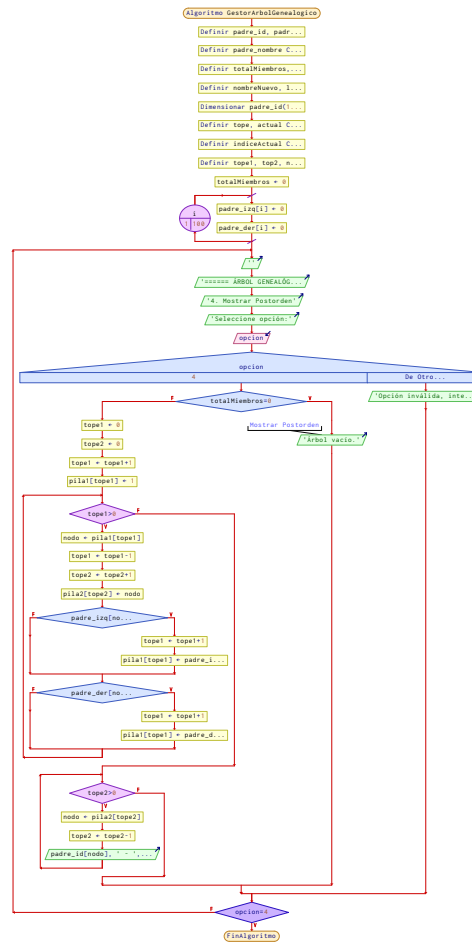 Algoritmo GestorArbolGenealogico
Definir padre_id, padr...
Definir padre_nombre C...
Definir totalMiembros,...
Definir nombreNuevo, l...
Dimensionar padre_id(1...
Definir tope, actual C...
Definir indiceActual C...
Definir tope1, top2, n...
totalMiembros ← 0
i
1 100
padre_izq[i] ← 0
padre_der[i] ← 0
''
'====== ÁRBOL GENEALÓG...
'4. Mostrar Postorden'
'Seleccione opción:'
opcion
opcion
4 De Otro...
totalMiembros=0
F V
'Opción inválida, inte...
Mostrar Postorden
'Árbol vacío.'
tope1 ← 0
tope2 ← 0
tope1 ← tope1+1
pila1[tope1] ← 1
tope1>0
F
V
nodo ← pila1[tope1]
tope1 ← tope1-1
tope2 ← tope2+1
pila2[tope2] ← nodo
padre_izq[no...
F V
tope1 ← tope1+1
pila1[tope1] ← padre_i...
padre_der[no...
F V
tope1 ← tope1+1
pila1[tope1] ← padre_d...
tope2>0
F
V
nodo ← pila2[tope2]
tope2 ← tope2-1
padre_id[nodo], ' - ',...
opcion=4
F
V
FinAlgoritmo